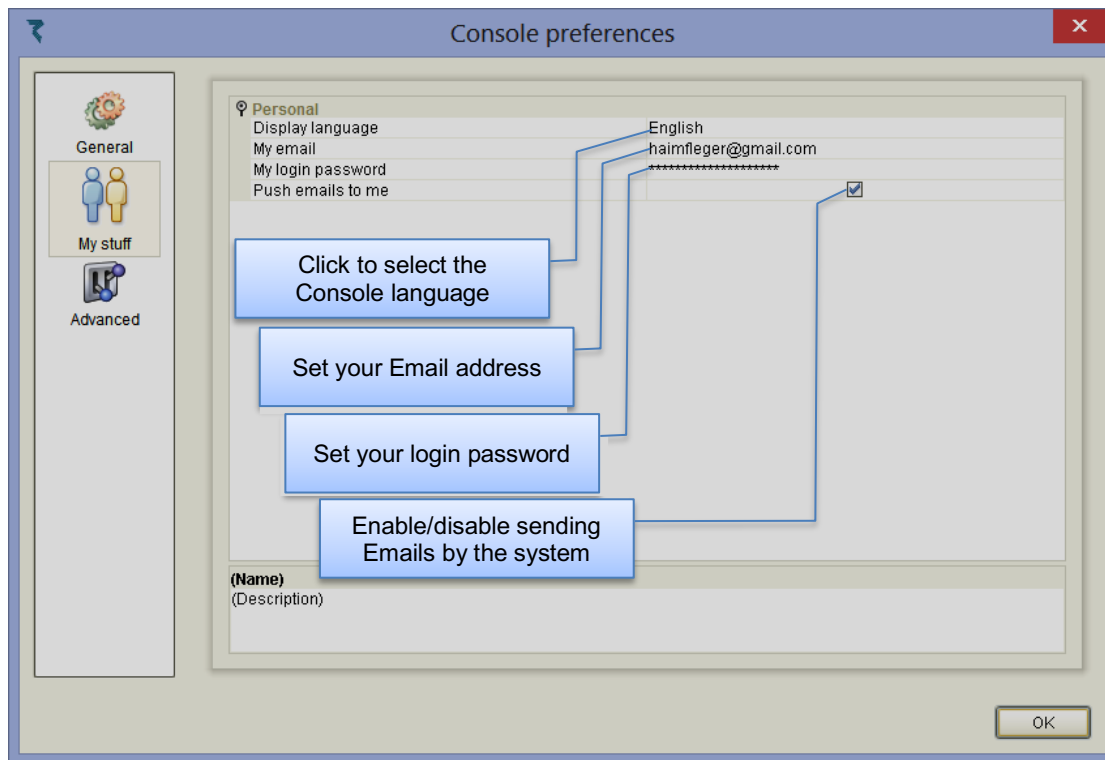 Console preferences
General
My stuff
Advanced
Personal
Display language English
My email haimfleger@gmail.com
My login password ********************
Push emails to me
Click to select the
Console language
Set your Email address
Set your login password
Enable/disable sending
Emails by the system
(Name)
(Description)
OK